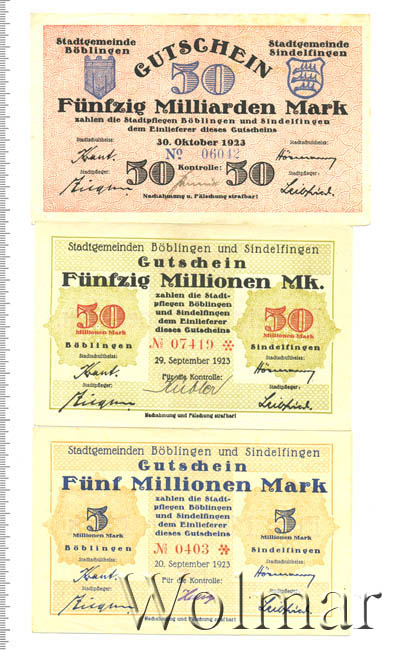 Stadtgemeinde Böblingen
GUTSCHEIN
Stadtgemeinde Sindelfingen
50
Fünfzig Milliarden Mark
zahlen die Stadtpflegen Böblingen und Sindelfingen
dem Einlieferer dieses Gutscheins
30. Oktober 1923
Stadtschultheiss:
No 06042
Stadtschultheiss:
50 Kontrolle: 50
Stadtpfleger:
Stadtpfleger:
Nachahmung u. Fälschung strafbar!
Stadtgemeinden Böblingen und Sindelfingen
Gutschein
Fünfzig Millionen Mk.
zahlen die Stadt-
pflegen Böblingen
und Sindelfingen
dem Einlieferer
dieses Gutscheins
50
Millionen Mark
50
Millionen Mark
Böblingen
№ 07419 *
Sindelfingen
Stadtschultheiss:
29. September 1923
Stadtschultheiss:
Für die Kontrolle:
Stadtpfleger:
Stadtpfleger:
Nachahmung und Fälschung strafbar!
Stadtgemeinden Böblingen und Sindelfingen
Gutschein
Fünf Millionen Mark
zahlen die Stadt-
pflegen Böblingen
und Sindelfingen
dem Einlieferer
dieses Gutscheins
5
Millionen Mark
5
Millionen Mark
Böblingen
№ 0403 *
Sindelfingen
Stadtschultheiss:
20. September 1923
Stadtschultheiss:
Für die Kontrolle:
Stadtpfleger:
Nachahmung und Fälschung strafbar!
Wolmar